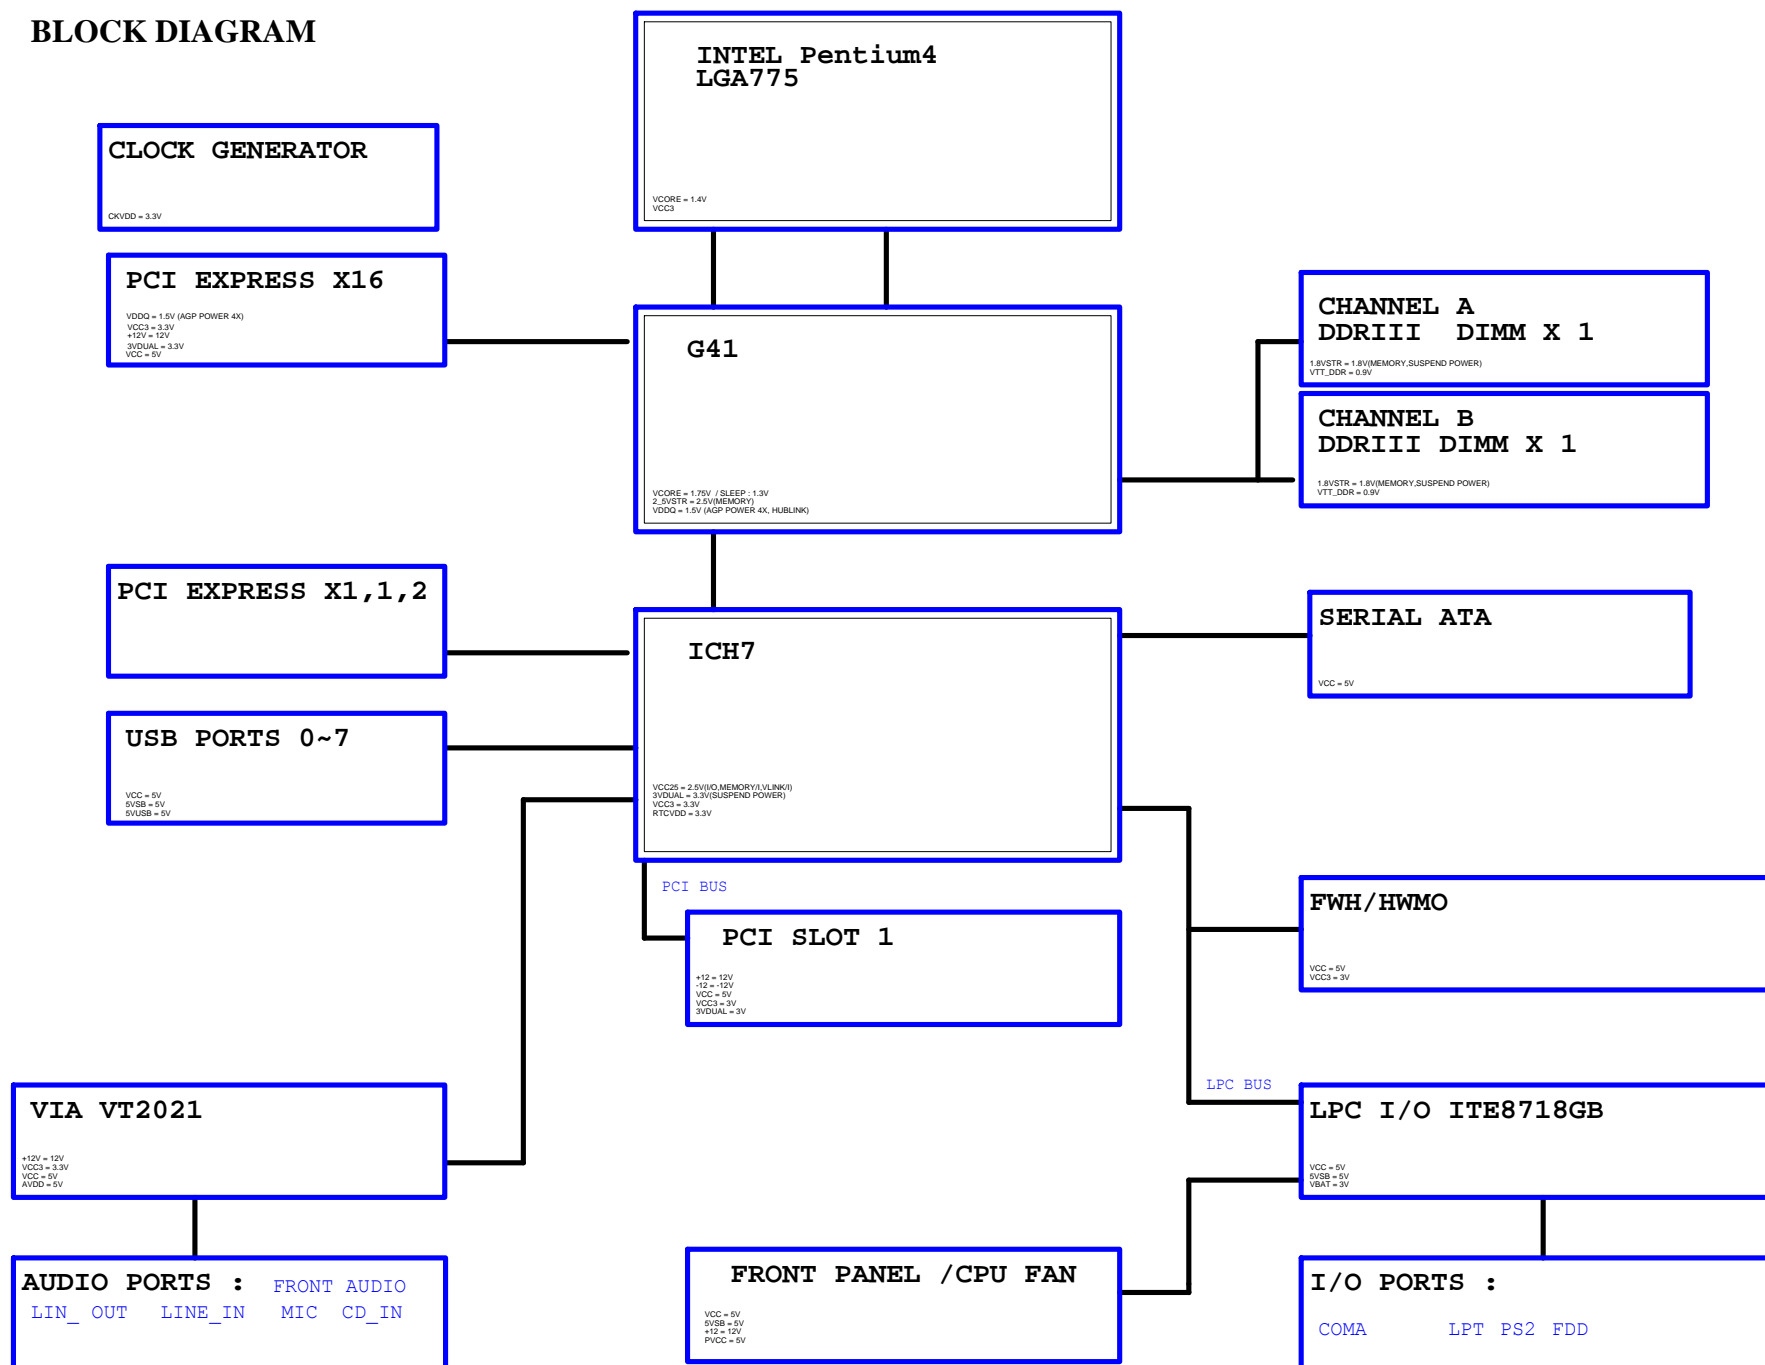 BLOCK DIAGRAM
INTEL Pentium4
LGA775
VCORE = 1.4V
VCC3
CLOCK GENERATOR
CKVDD = 3.3V
PCI EXPRESS X16
VDDQ = 1.5V (AGP POWER 4X)
VCC3 = 3.3V
+12V = 12V
3VDUAL = 3.3V
VCC = 5V
G41
VCORE = 1.75V / SLEEP : 1.3V
2_5VSTR = 2.5V(MEMORY)
VDDQ = 1.5V (AGP POWER 4X, HUBLINK)
CHANNEL A
DDRIII DIMM X 1
1.8VSTR = 1.8V(MEMORY,SUSPEND POWER)
VTT_DDR = 0.9V
CHANNEL B
DDRIII DIMM X 1
1.8VSTR = 1.8V(MEMORY,SUSPEND POWER)
VTT_DDR = 0.9V
PCI EXPRESS X1,1,2
ICH7
VCC25 = 2.5V(I/O,MEMORY/I,VLINK/I)
3VDUAL = 3.3V(SUSPEND POWER)
VCC3 = 3.3V
RTCVDD = 3.3V
SERIAL ATA
VCC = 5V
USB PORTS 0~7
VCC = 5V
5VSB = 5V
5VUSB = 5V
PCI BUS
PCI SLOT 1
+12 = 12V
-12 = -12V
VCC = 5V
VCC3 = 3V
3VDUAL = 3V
FWH/HWMO
VCC = 5V
VCC3 = 3V
LPC BUS
VIA VT2021
+12V = 12V
VCC3 = 3.3V
VCC = 5V
AVDD = 5V
LPC I/O ITE8718GB
VCC = 5V
5VSB = 5V
VBAT = 3V
AUDIO PORTS : FRONT AUDIO
LIN_ OUT LINE_IN MIC CD_IN
FRONT PANEL /CPU FAN
VCC = 5V
5VSB = 5V
+12 = 12V
PVCC = 5V
I/O PORTS :
COMA LPT PS2 FDD